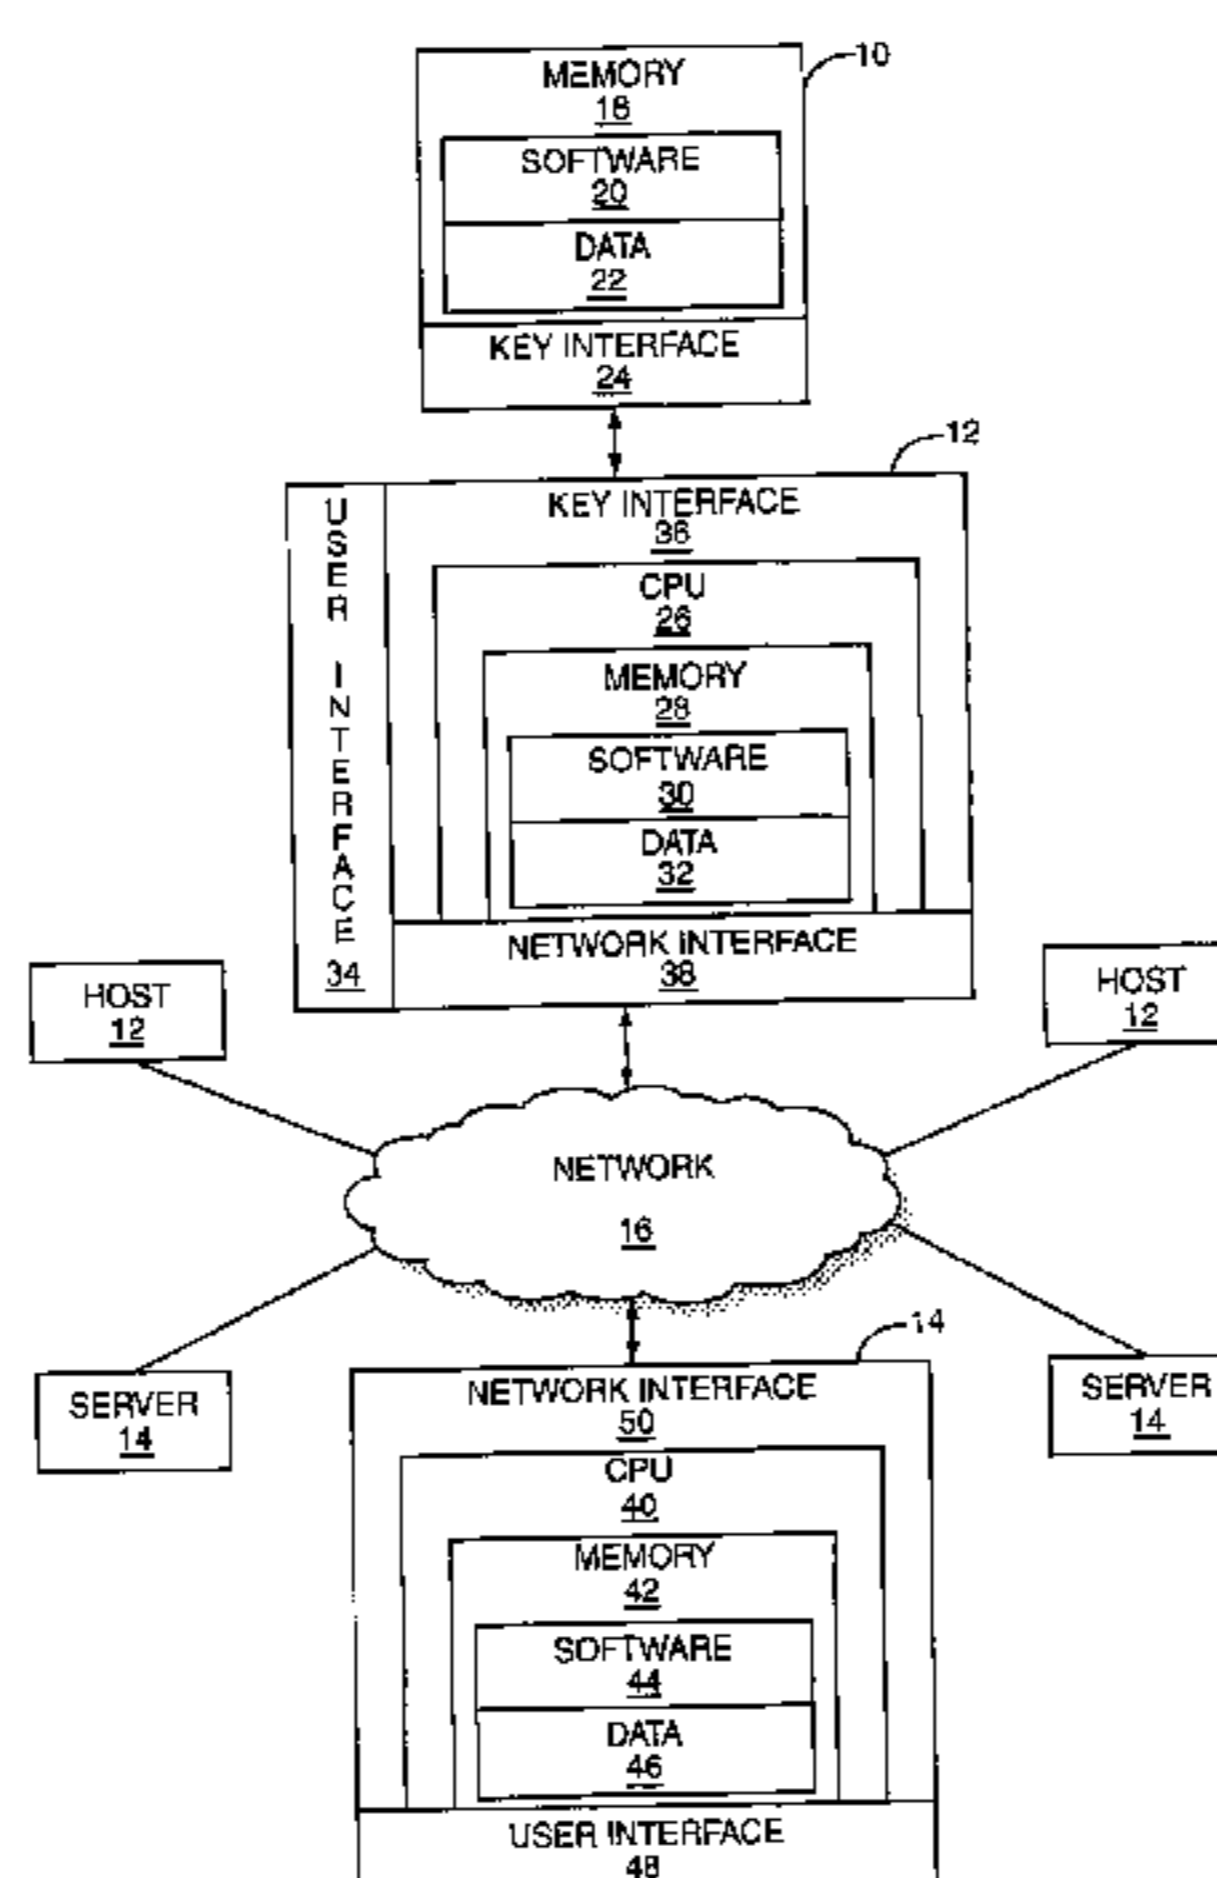 10
MEMORY
18
SOFTWARE
20
DATA
22
KEY INTERFACE
24
12
USER INTERFACE
34
KEY INTERFACE
36
CPU
26
MEMORY
28
SOFTWARE
30
DATA
32
NETWORK INTERFACE
38
HOST
12
HOST
12
NETWORK
16
14
SERVER
14
SERVER
14
NETWORK INTERFACE
50
CPU
40
MEMORY
42
SOFTWARE
44
DATA
46
USER INTERFACE
48